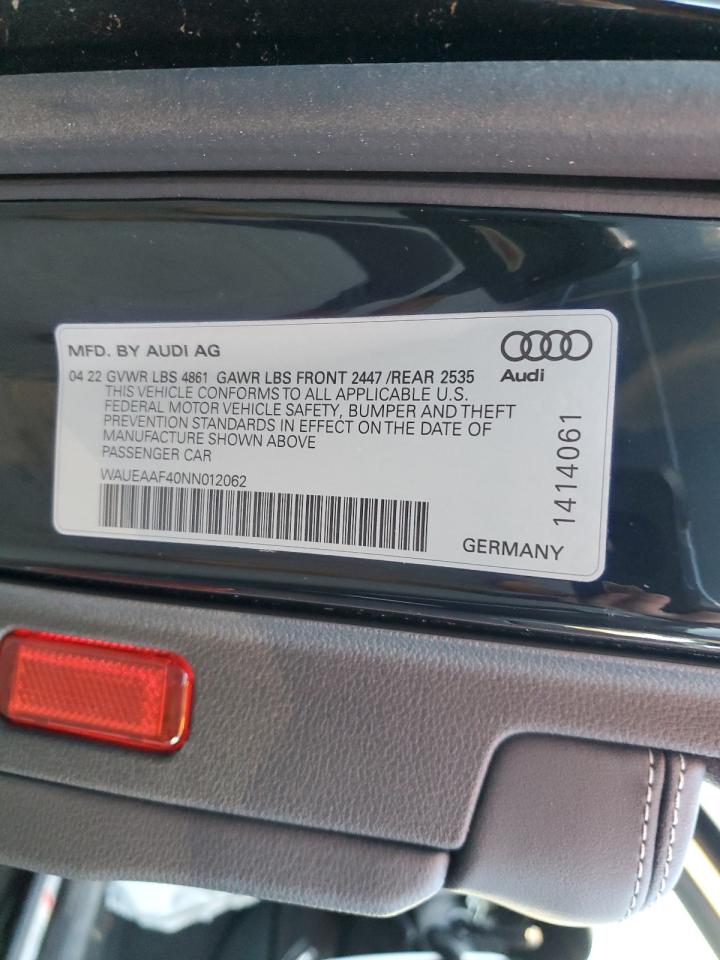 MFD. BY AUDI AG
Audi
04 22 GVWR LBS 4861 GAWR LBS FRONT 2447 /REAR 2535
THIS VEHICLE CONFORMS TO ALL APPLICABLE U.S.
FEDERAL MOTOR VEHICLE SAFETY, BUMPER AND THEFT
PREVENTION STANDARDS IN EFFECT ON THE DATE OF
MANUFACTURE SHOWN ABOVE
PASSENGER CAR
WAUEAAF40NN012062
GERMANY
1414061